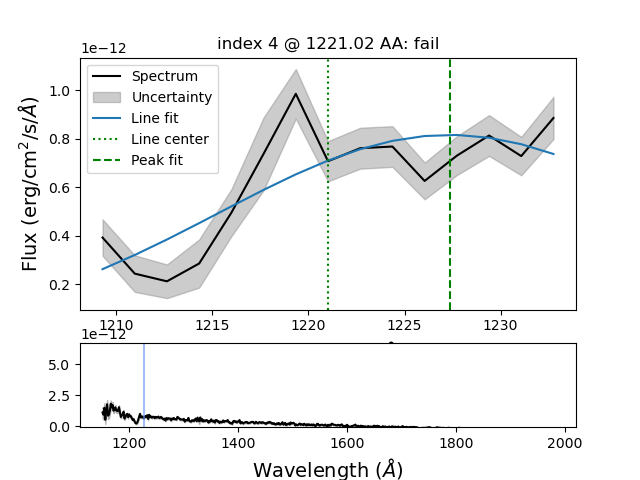 index 4 @ 1221.02 AA: fail
1e−12
Spectrum
Uncertainty
Line fit
Line center
Peak fit
1.0
0.8
0.6
0.4
0.2
Flux (erg/cm²/s/Å)
1210 1215 1220 1225 1230
1e−12
5.0
2.5
0.0
1200 1400 1600 1800 2000
Wavelength (Å)